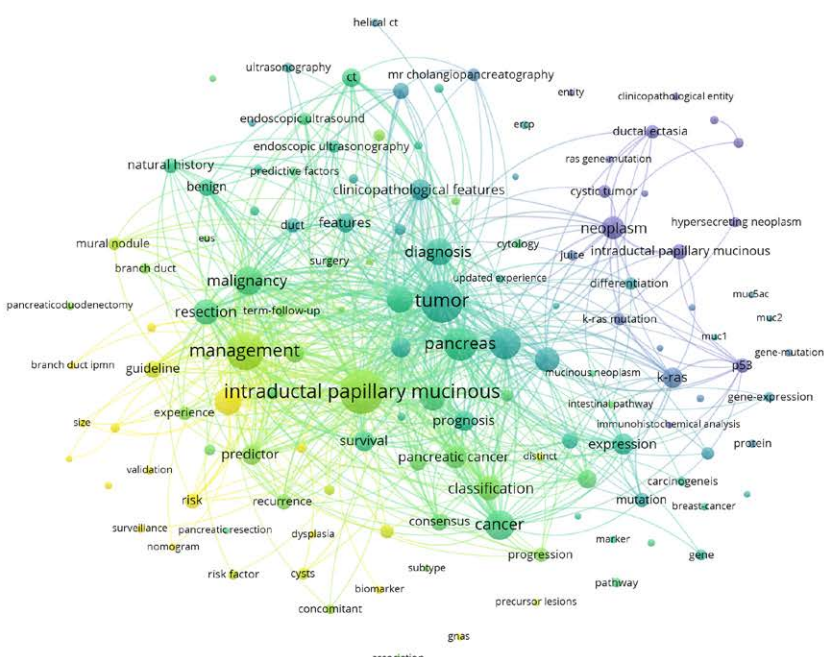 helical ct
ultrasonography
ct
mr cholangiopancreatography
entity
clinicopathological entity
endoscopic ultrasound
ercp
ductal ectasia
endoscopic ultrasonography
ras gene-mutation
natural history
predictive factors
benign
clinicopathological features
cystic tumor
duct
features
neoplasm
hypersecreting neoplasm
mural nodule
eus
cytology
diagnosis
juice
intraductal papillary mucinous
surgery
branch duct
malignancy
updated experience
differentiation
tumor
muc5ac
pancreaticoduodenectomy
resection
term-follow-up
k-ras mutation
muc2
muc1
management
pancreas
gene-mutation
branch duct ipmn
guideline
mucinous neoplasm
k-ras
p53
intraductal papillary mucinous
gene-expression
intestinal pathway
size
experience
prognosis
immunohistochemical analysis
survival
expression
protein
predictor
pancreatic cancer
distinct
validation
carcinogeneis
classification
risk
recurrence
mutation
breast-cancer
surveillance
pancreatic resection
dysplasia
consensus
cancer
marker
nomogram
progression
gene
subtype
risk factor
cysts
biomarker
pathway
precursor lesions
concomitant
gnas